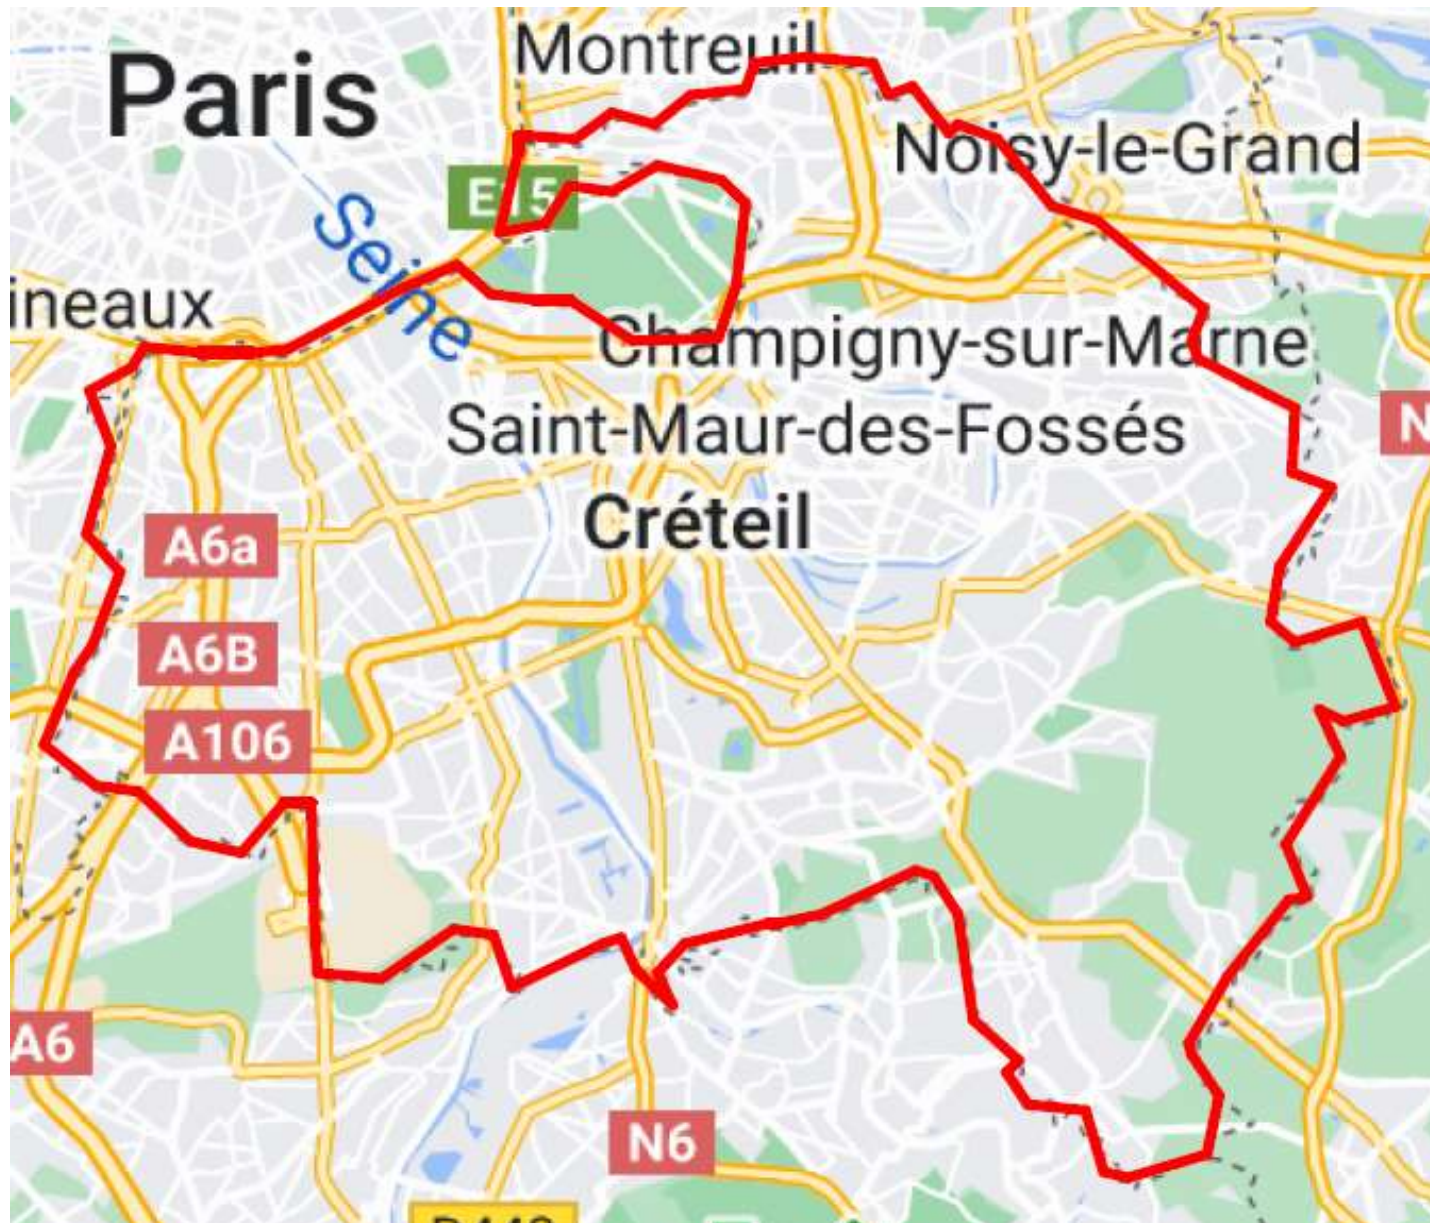 Montreuil
Paris
Noisy-le-Grand
E15
Seine
ineaux
Champigny-sur-Marne
N
Saint-Maur-des-Fossés
Créteil
A6a
A6B
A106
A6
N6